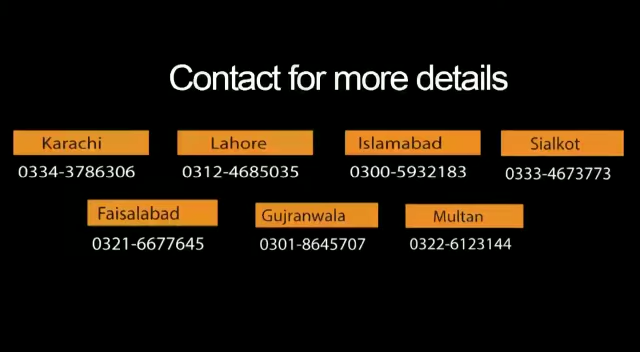 Contact for more details
Karachi Lahore Islamabad Sialkot
0334-3786306 0312-4685035 0300-5932183 0333-4673773
Faisalabad Gujranwala Multan
0321-6677645 0301-8645707 0322-6123144